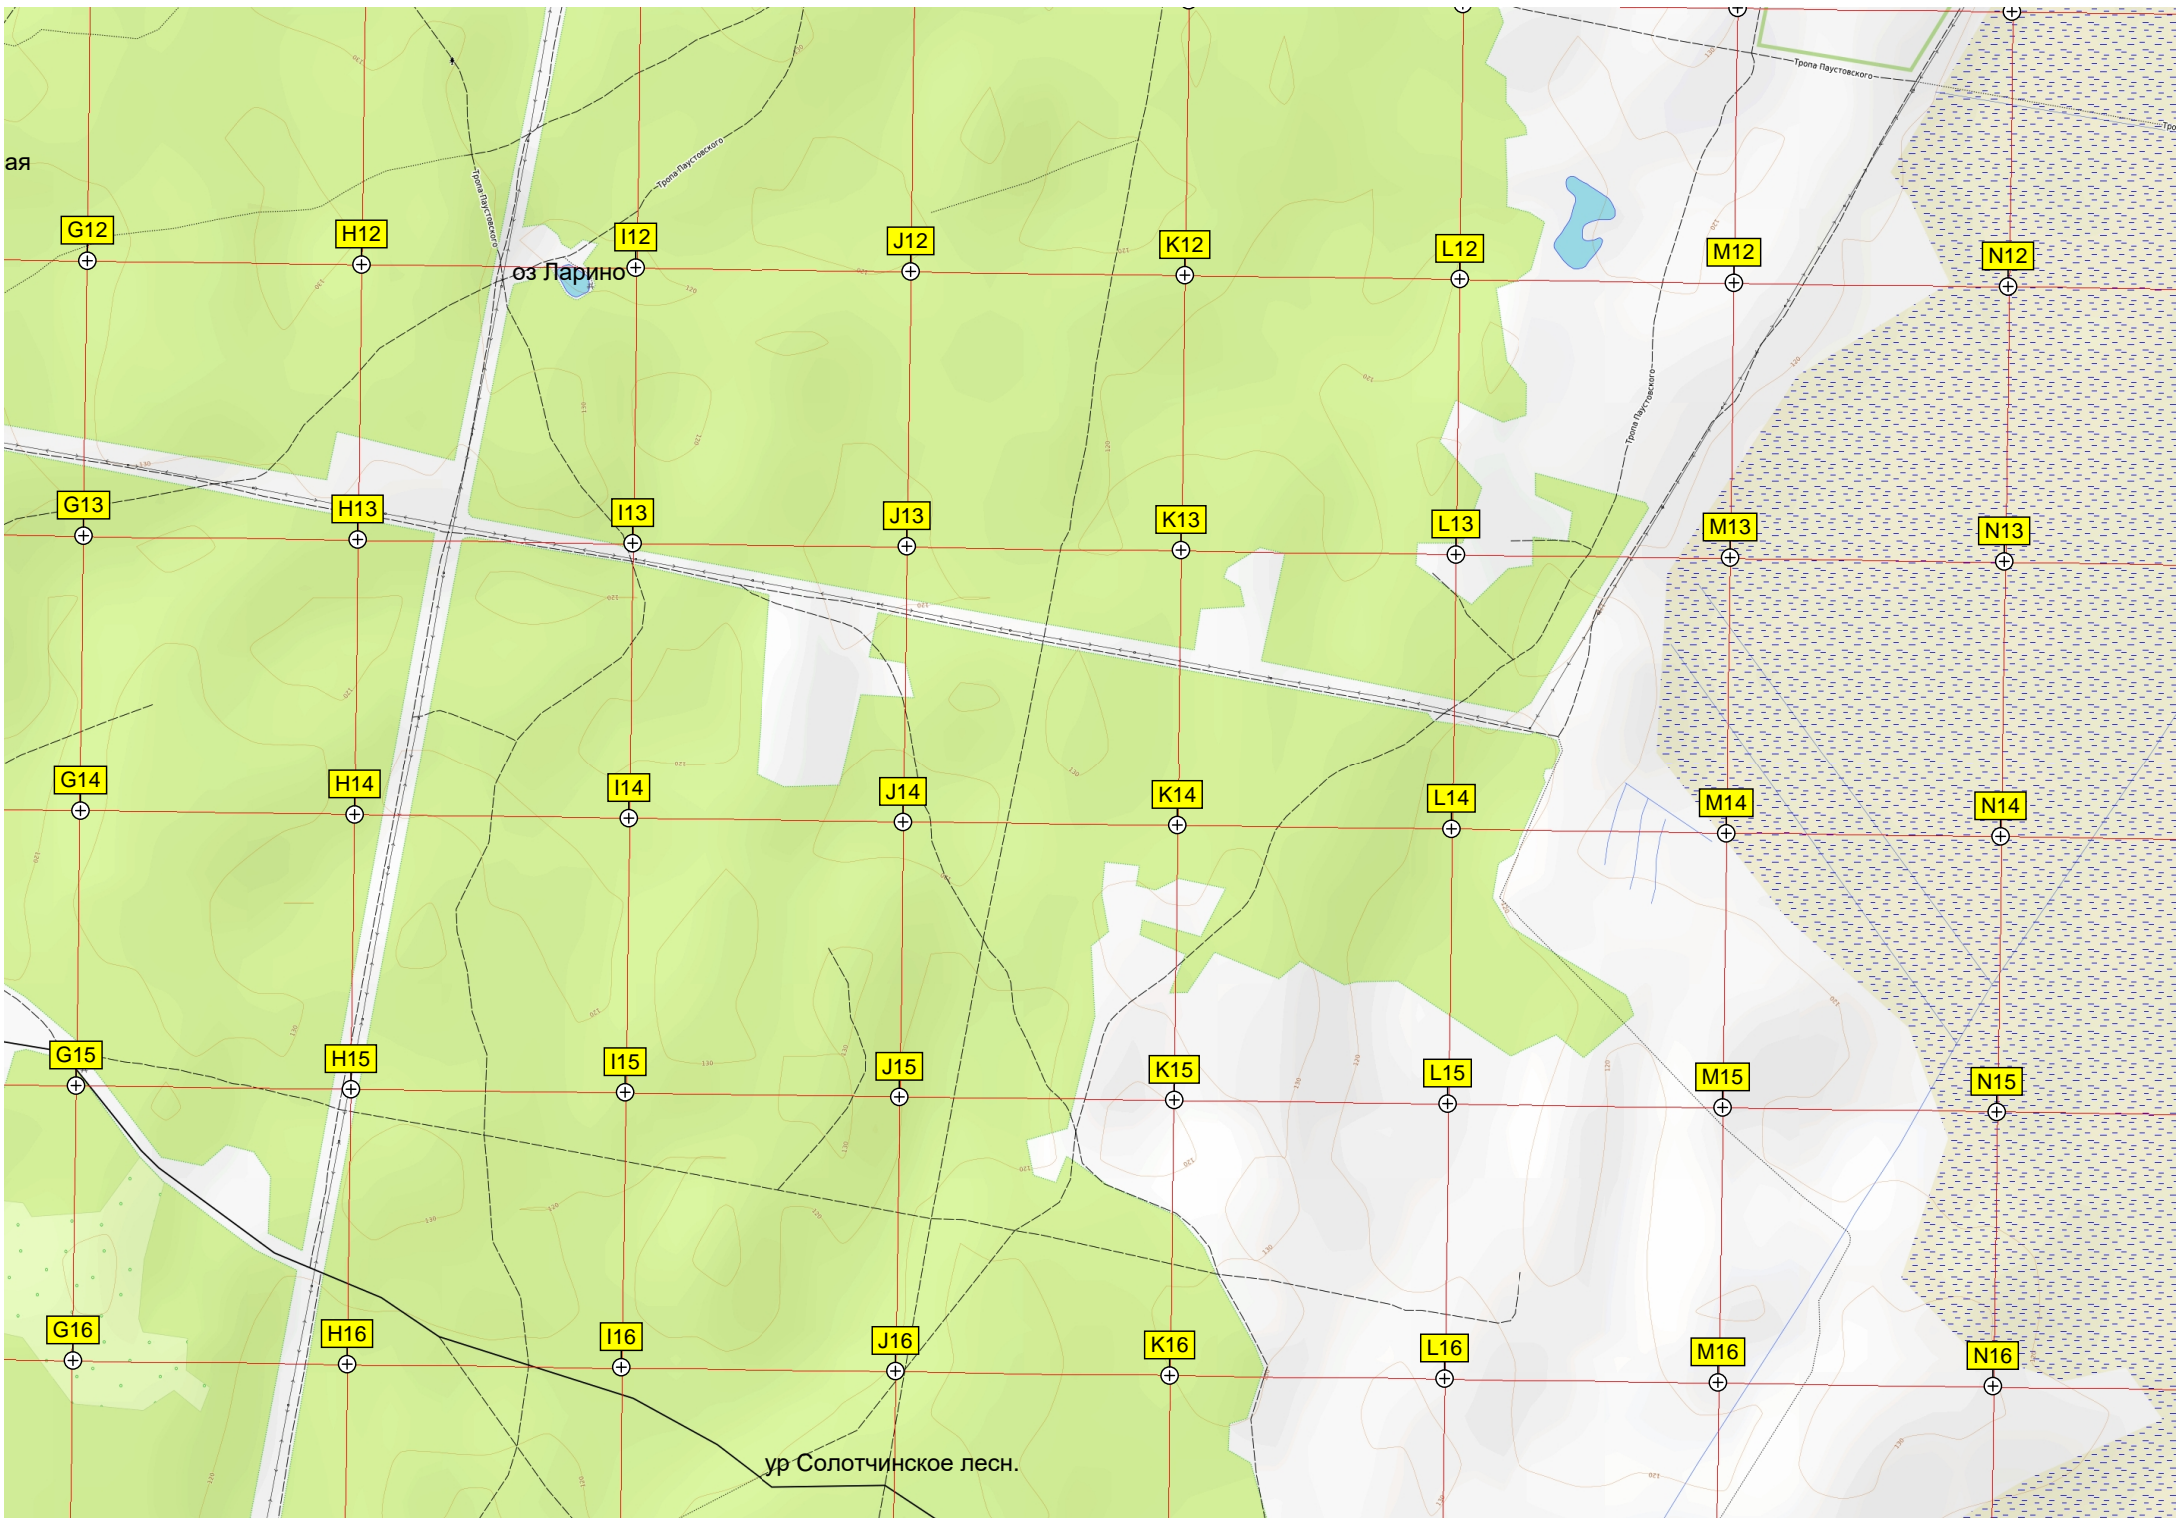 Тропа Паустовского
Тро
ая
Тропа Паустовского
Тропа Паустовского
G12
H12
I12
J12
K12
L12
M12
N12
оз Ларино
Тропа Паустовского
G13
H13
I13
J13
K13
L13
M13
N13
G14
H14
I14
J14
K14
L14
M14
N14
G15
H15
I15
J15
K15
L15
M15
N15
G16
H16
I16
J16
K16
L16
M16
N16
ур Солотчинское лесн.